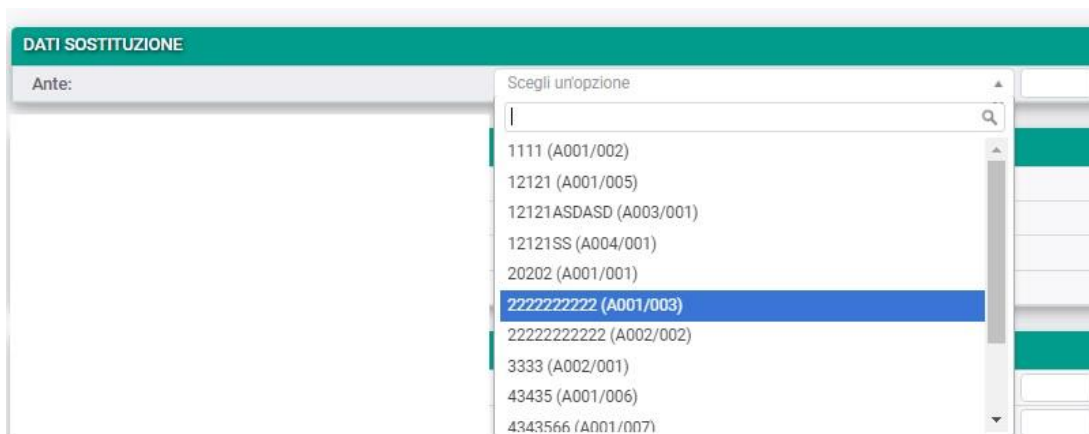 DATI SOSTITUZIONE
Ante:
Scegli un'opzione
1111 (A001/002)
12121 (A001/005)
12121ASDASD (A003/001)
12121SS (A004/001)
20202 (A001/001)
2222222222 (A001/003)
22222222222 (A002/002)
3333 (A002/001)
43435 (A001/006)
4343566 (A001/007)